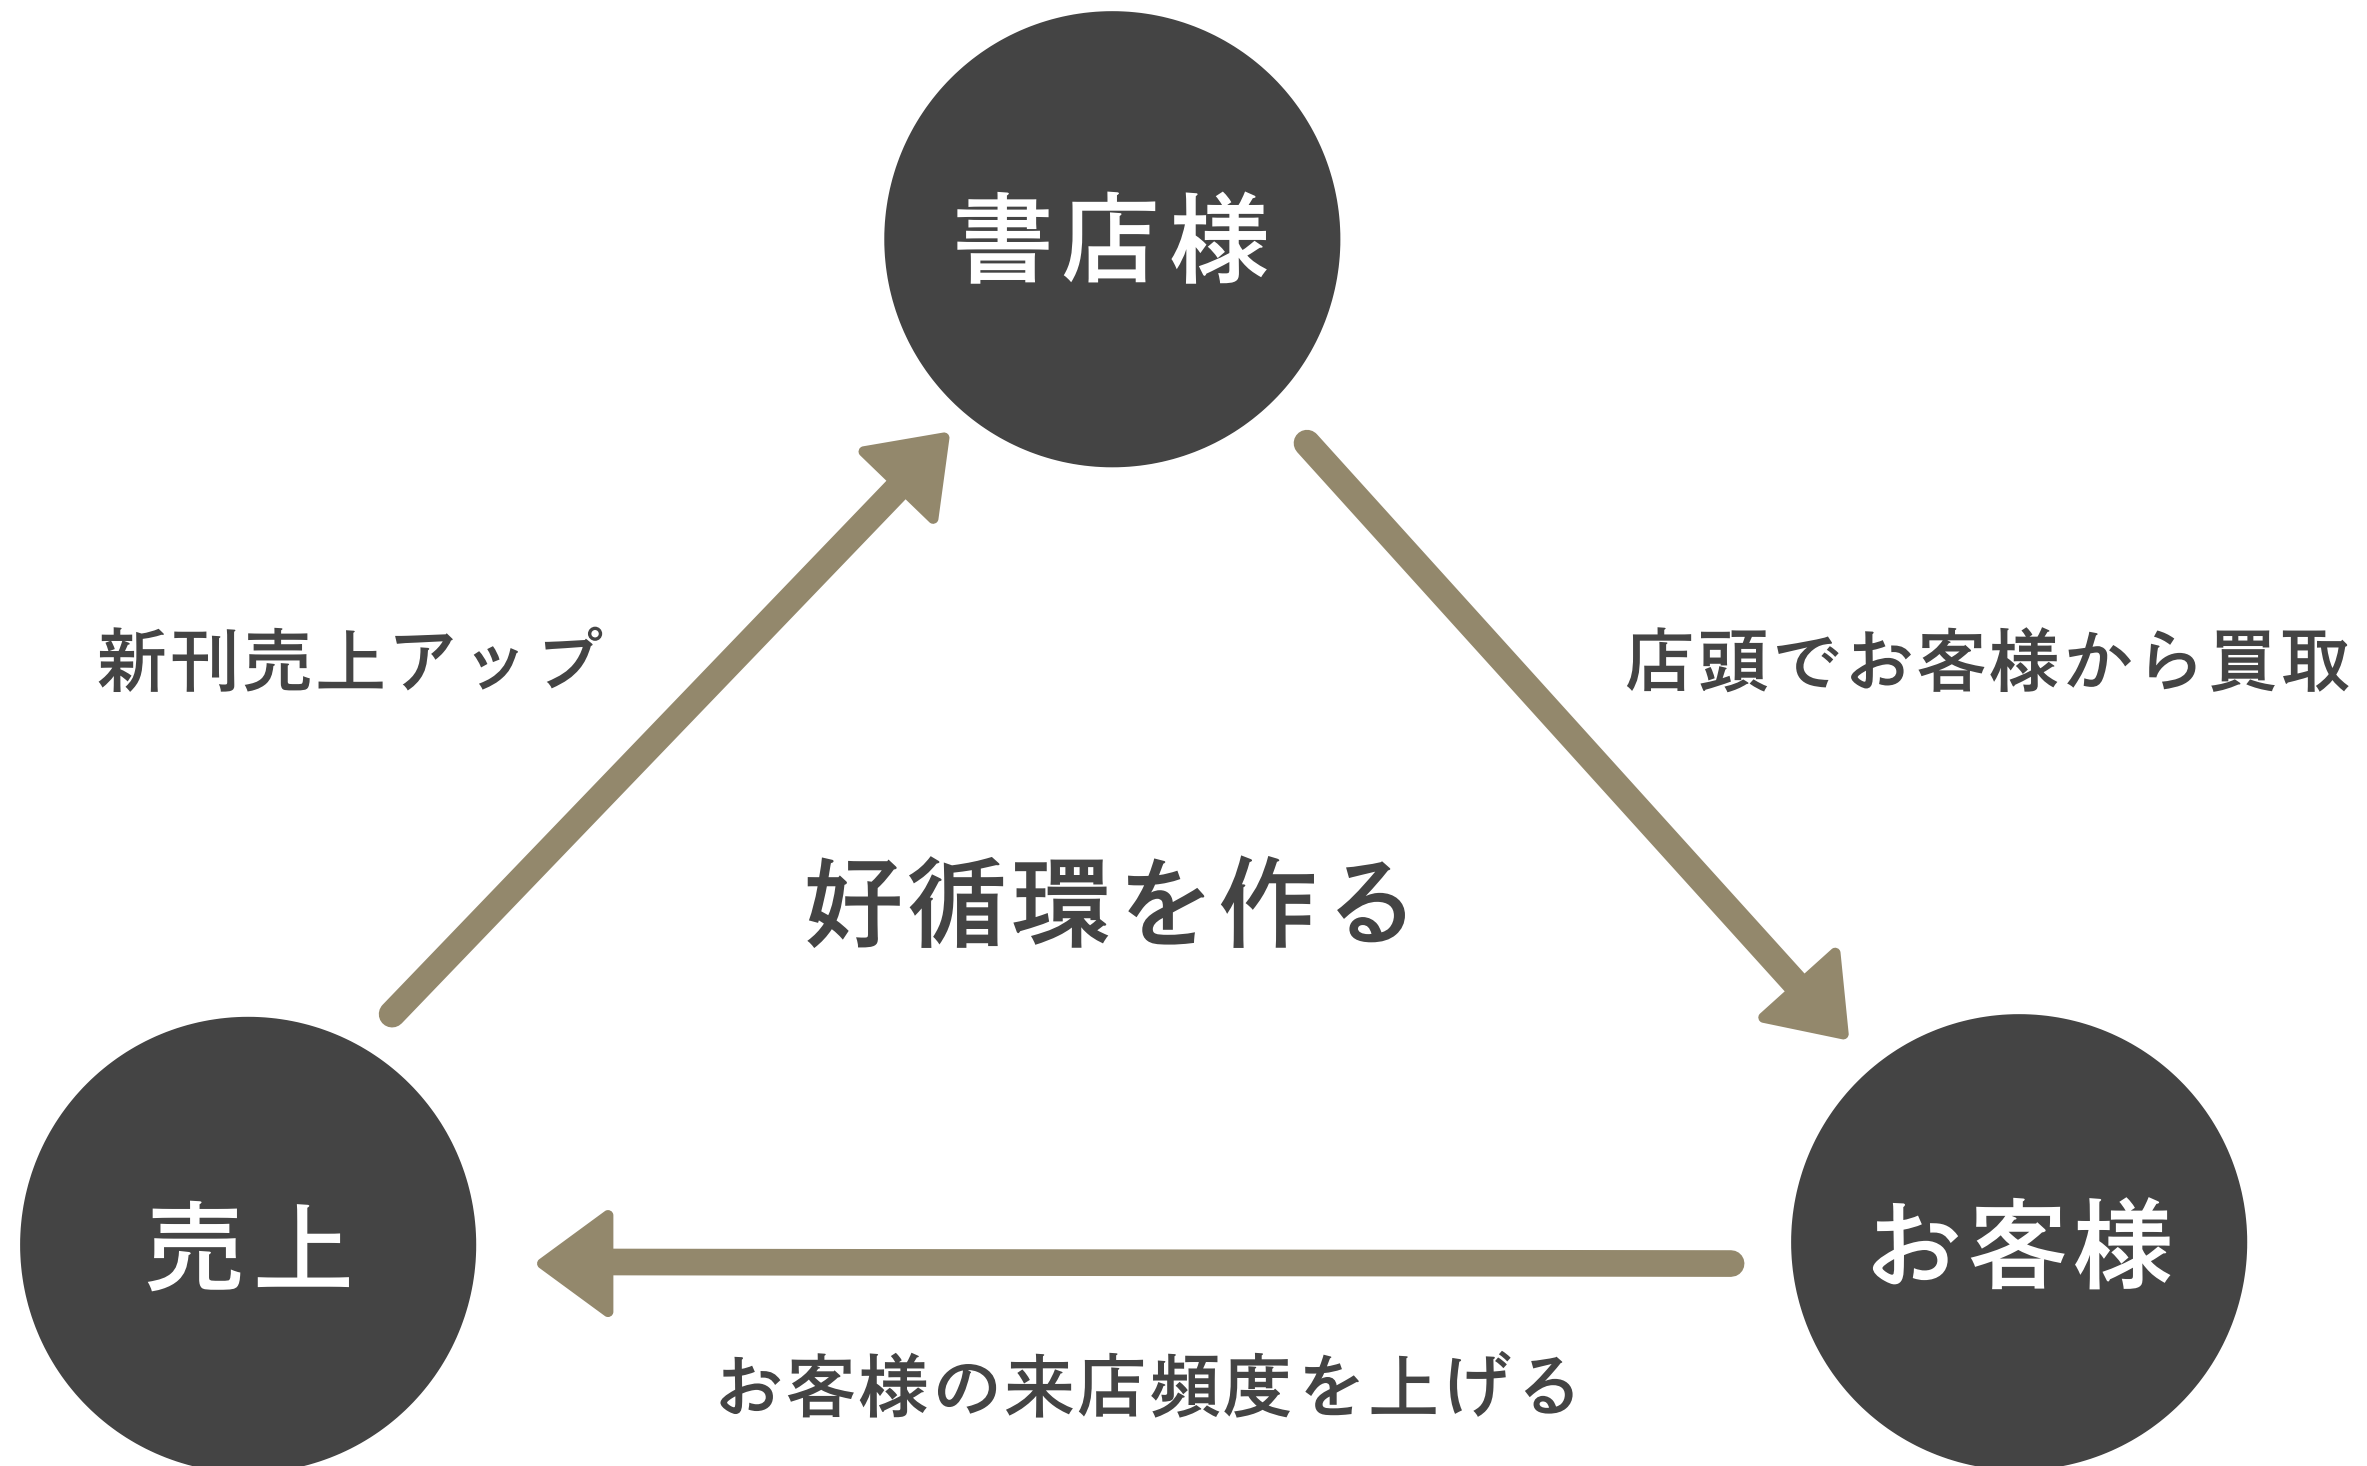 書店様
新刊売上アップ
店頭でお客様から買取
好循環を作る
売上
お客様
お客様の来店頻度を上げる